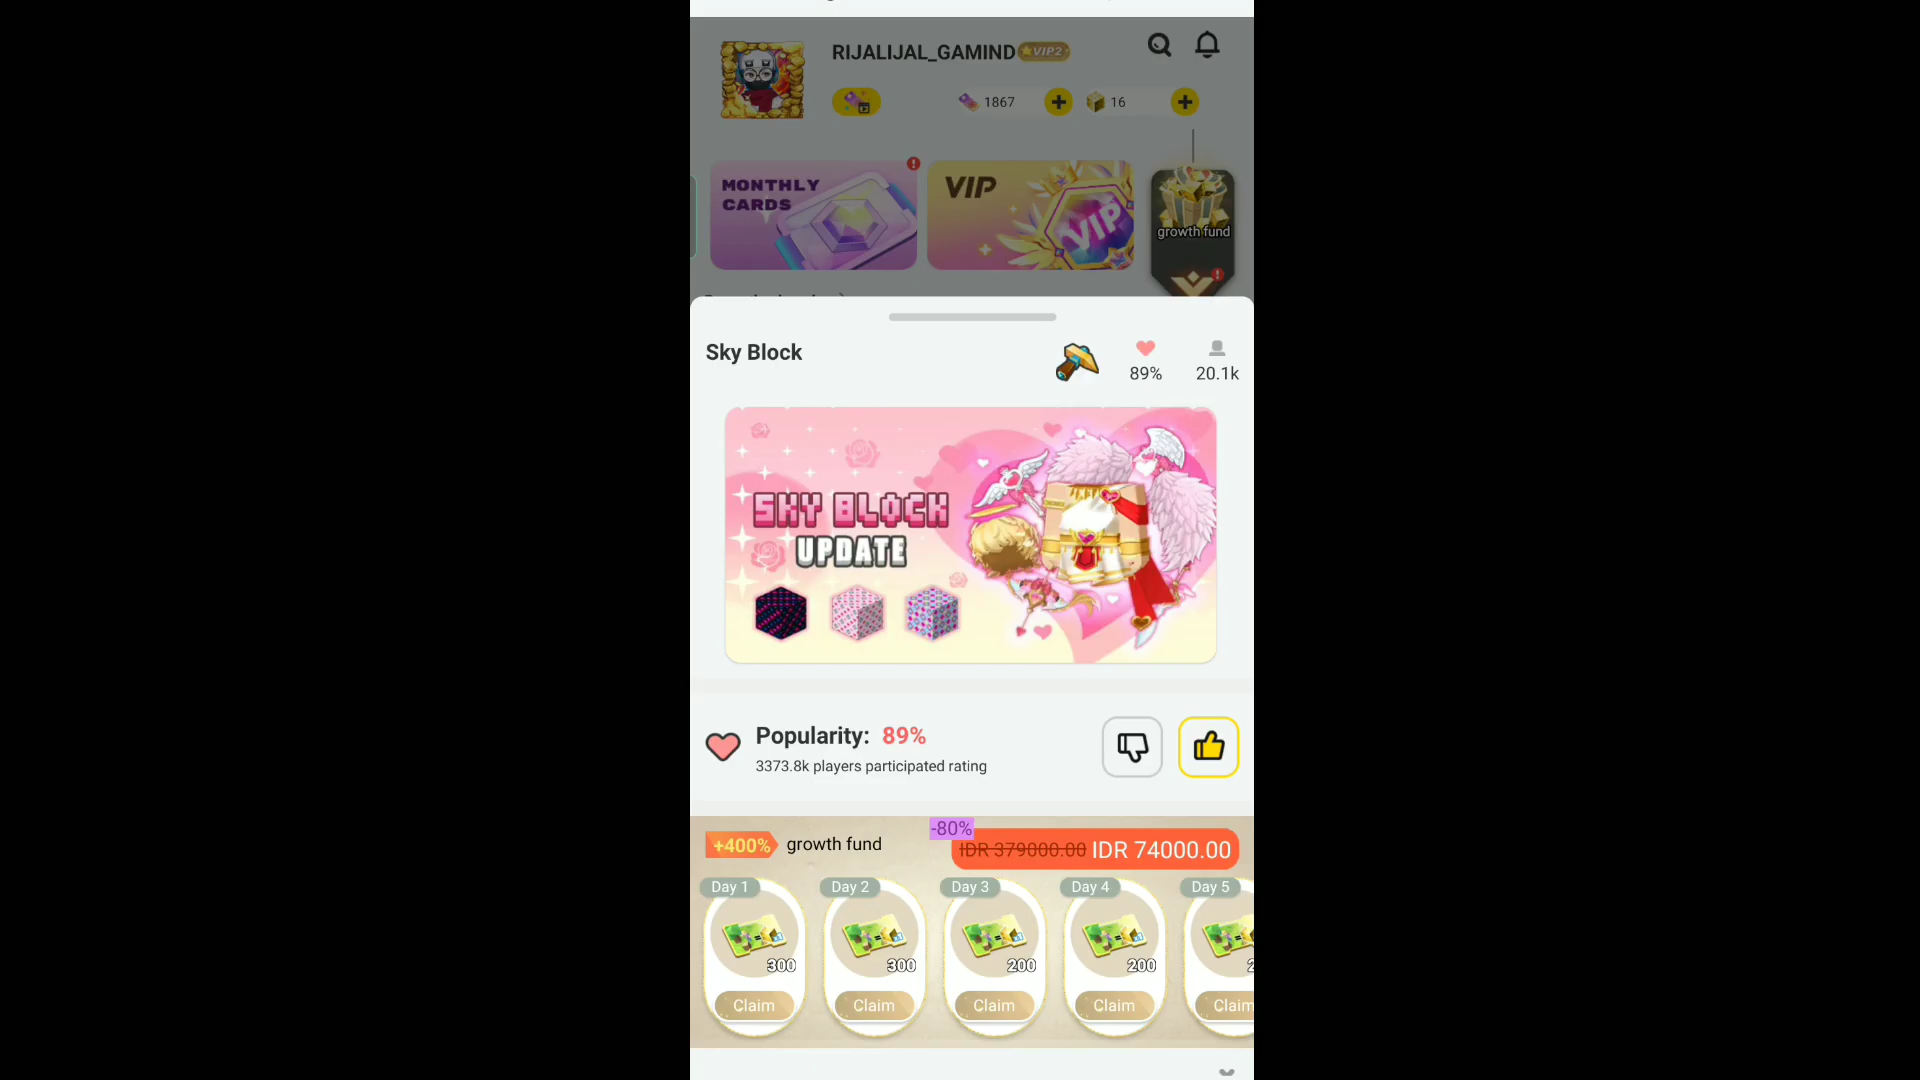 RIJALIJAL_GAMIND
VIP2
1867
16
MONTHLY
CARDS
VIP
VIP
growth fund
Sky Block
89%
20.1k
SKY BLOCK
UPDATE
Popularity: 89%
3373.8k players participated rating
-80%
+400% growth fund
IDR 379000.00 IDR 74000.00
Day 1 Day 2 Day 3 Day 4 Day 5
300 300 200 200
Claim Claim Claim Claim Claim